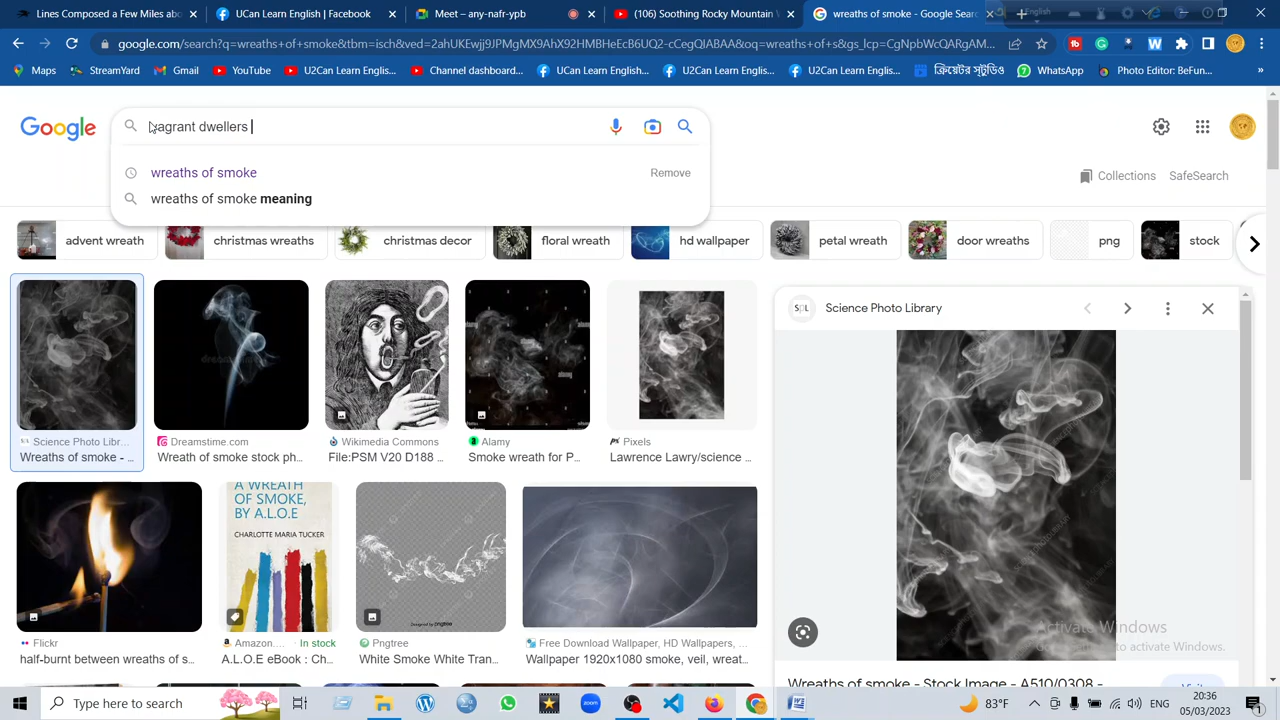 Lines Composed a Few Miles abo
U2Can Learn English | Facebook
Meet – any-nafr-pyb
(106) Soothing Rocky Mountain
wreaths of smoke - Google Sear
English
google.com/search?q=wreaths+of+smoke&tbm=isch&ved=2ahUKEwjj9JPMgMX9AhX92HMBHeBB6UQ2-cCegQIABAA&oq=wreaths+of+s&gs_lcp=CgNpbWcQARgAM...
Maps
StreamYard
Gmail
YouTube
U2Can Learn Englis...
Channel dashboard...
UCan Learn English...
U2Can Learn Englis...
U2Can Learn Englis...
ক্রিয়েটর স্টুডিও
WhatsApp
Photo Editor: BeFun...
Google
vagrant dwellers
wreaths of smoke
Remove
wreaths of smoke meaning
Collections
SafeSearch
advent wreath
christmas wreaths
christmas decor
floral wreath
hd wallpaper
petal wreath
door wreaths
png
stock
Science Photo Libr...
Wreaths of smoke - ...
Dreamstime.com
Wreath of smoke stock ph...
Wikimedia Commons
File:PSM V20 D188 ...
Alamy
Smoke wreath for P...
Pixels
Lawrence Lawry/science ...
A WREATH
OF SMOKE,
BY A.L.O.E
CHARLOTTE MARIA TUCKER
Flickr
half-burnt between wreaths of s...
Amazon.... · In stock
A.L.O.E eBook : Ch...
Pngtree
White Smoke White Tran...
Free Download Wallpaper, HD Wallpapers, ...
Wallpaper 1920x1080 smoke, veil, wreat...
SPL
Science Photo Library
Activate Windows
to activate Windows.
Wreaths of smoke - Stock Image - A510/0308 -
Visit
Type here to search
83°F
ENG
20:36
05/03/2023